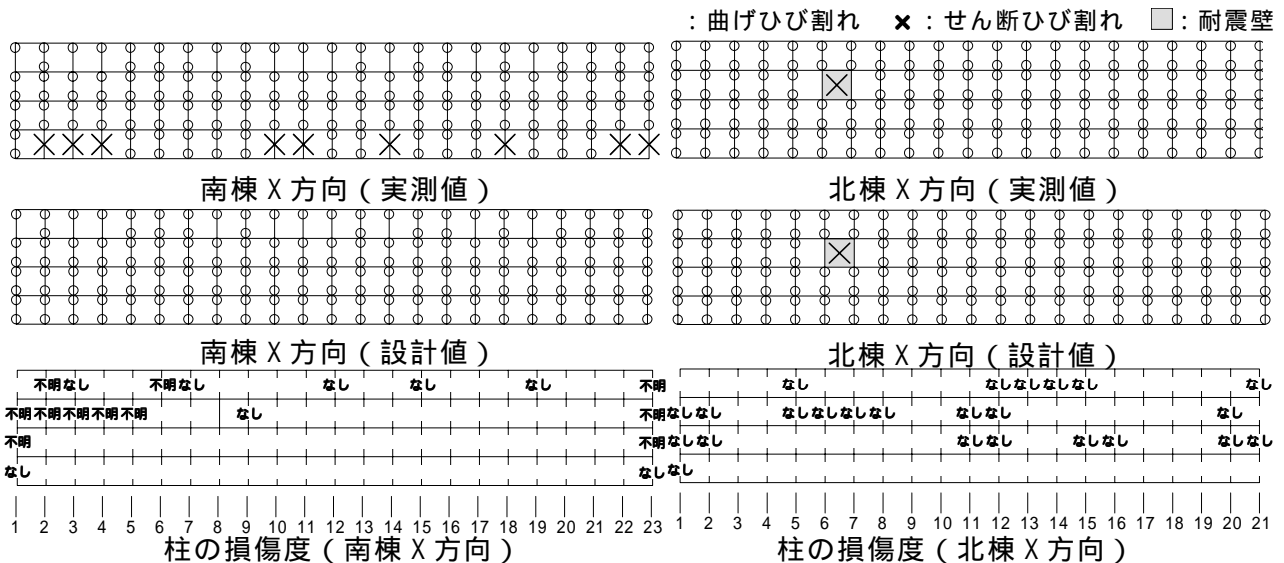 ：曲げひび割れ ×：せん断ひび割れ ：耐震壁
南棟Ｘ方向（実測値） 北棟Ｘ方向（実測値）
南棟Ｘ方向（設計値） 北棟Ｘ方向（設計値）
不明なし 不明なし なし なし なし 不明 なし なしなしなしなし なし
不明不明不明不明不明 なし 不明なしなし なしなしなしなし なしなし なし
不明 不明なしなし なしなし なしなし なしなし
なし なしなし
1 2 3 4 5 6 7 8 9 10 11 12 13 14 15 16 17 18 19 20 21 22 23 1 2 3 4 5 6 7 8 9 10 11 12 13 14 15 16 17 18 19 20 21
柱の損傷度（南棟Ｘ方向） 柱の損傷度（北棟Ｘ方向）